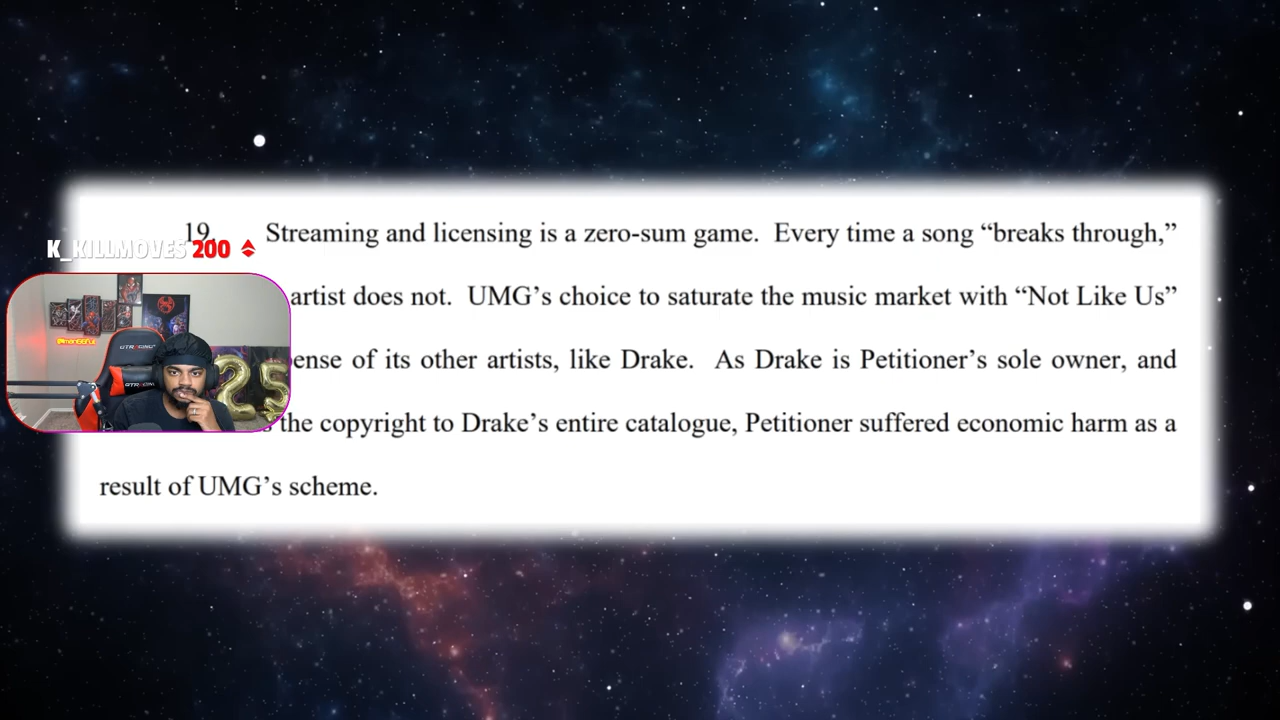 19. Streaming and licensing is a zero-sum game. Every time a song “breaks through,”
K_KILLMOVES 200
artist does not. UMG’s choice to saturate the music market with “Not Like Us”
ense of its other artists, like Drake. As Drake is Petitioner’s sole owner, and
the copyright to Drake’s entire catalogue, Petitioner suffered economic harm as a
result of UMG’s scheme.
GTRACING
GTRACING
25